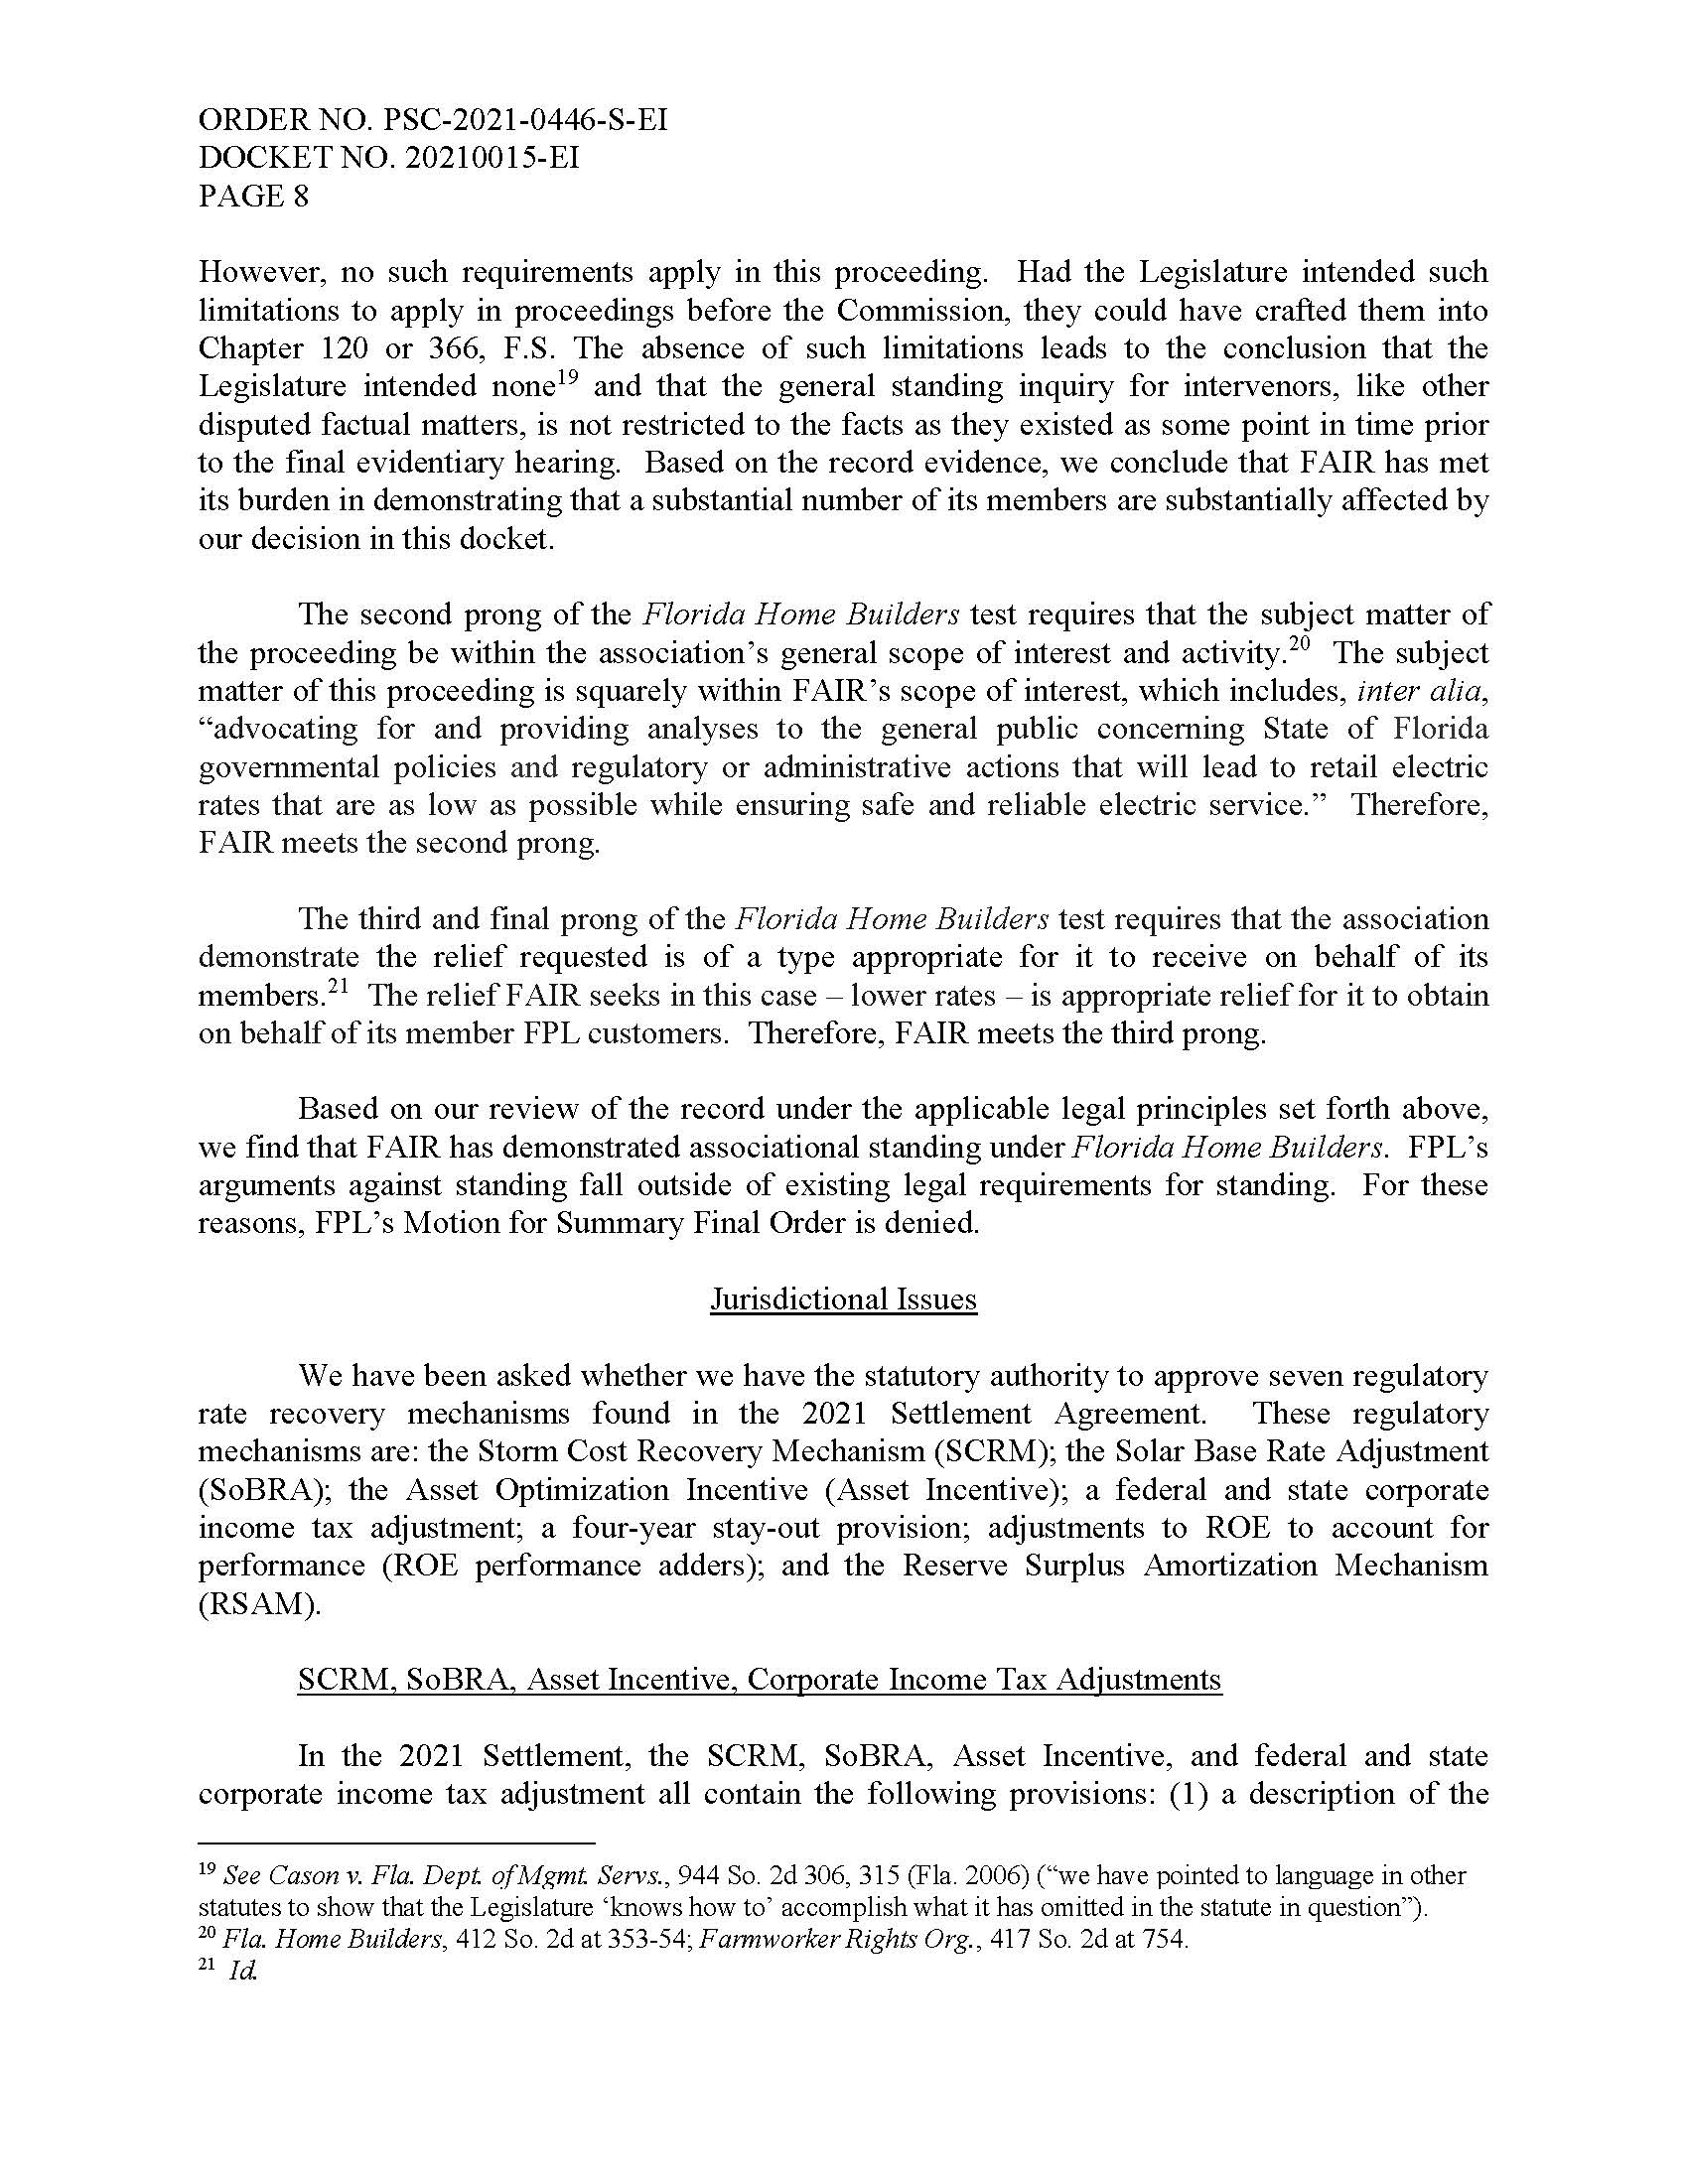 ORDER NO. PSC-2021-0446-S-EI
DOCKET NO. 20210015-EI
PAGE 8
However, no such requirements apply in this proceeding. Had the Legislature intended such
limitations to apply in proceedings before the Commission, they could have crafted them into
Chapter 120 or 366, F.S. The absence of such limitations leads to the conclusion that the
Legislature intended none19 and that the general standing inquiry for intervenors, like other
disputed factual matters, is not restricted to the facts as they existed as some point in time prior
to the final evidentiary hearing. Based on the record evidence, we conclude that FAIR has met
its burden in demonstrating that a substantial number of its members are substantially affected by
our decision in this docket.
The second prong of the Florida Home Builders test requires that the subject matter of
the proceeding be within the association’s general scope of interest and activity.20 The subject
matter of this proceeding is squarely within FAIR’s scope of interest, which includes, inter alia,
“advocating for and providing analyses to the general public concerning State of Florida
governmental policies and regulatory or administrative actions that will lead to retail electric
rates that are as low as possible while ensuring safe and reliable electric service.” Therefore,
FAIR meets the second prong.
The third and final prong of the Florida Home Builders test requires that the association
demonstrate the relief requested is of a type appropriate for it to receive on behalf of its
members.21 The relief FAIR seeks in this case – lower rates – is appropriate relief for it to obtain
on behalf of its member FPL customers. Therefore, FAIR meets the third prong.
Based on our review of the record under the applicable legal principles set forth above,
we find that FAIR has demonstrated associational standing under Florida Home Builders. FPL’s
arguments against standing fall outside of existing legal requirements for standing. For these
reasons, FPL’s Motion for Summary Final Order is denied.
Jurisdictional Issues
We have been asked whether we have the statutory authority to approve seven regulatory
rate recovery mechanisms found in the 2021 Settlement Agreement. These regulatory
mechanisms are: the Storm Cost Recovery Mechanism (SCRM); the Solar Base Rate Adjustment
(SoBRA); the Asset Optimization Incentive (Asset Incentive); a federal and state corporate
income tax adjustment; a four-year stay-out provision; adjustments to ROE to account for
performance (ROE performance adders); and the Reserve Surplus Amortization Mechanism
(RSAM).
SCRM, SoBRA, Asset Incentive, Corporate Income Tax Adjustments
In the 2021 Settlement, the SCRM, SoBRA, Asset Incentive, and federal and state
corporate income tax adjustment all contain the following provisions: (1) a description of the
19 See Cason v. Fla. Dept. of Mgmt. Servs., 944 So. 2d 306, 315 (Fla. 2006) (“we have pointed to language in other
statutes to show that the Legislature ‘knows how to’ accomplish what it has omitted in the statute in question”).
20 Fla. Home Builders, 412 So. 2d at 353-54; Farmworker Rights Org., 417 So. 2d at 754.
21 Id.